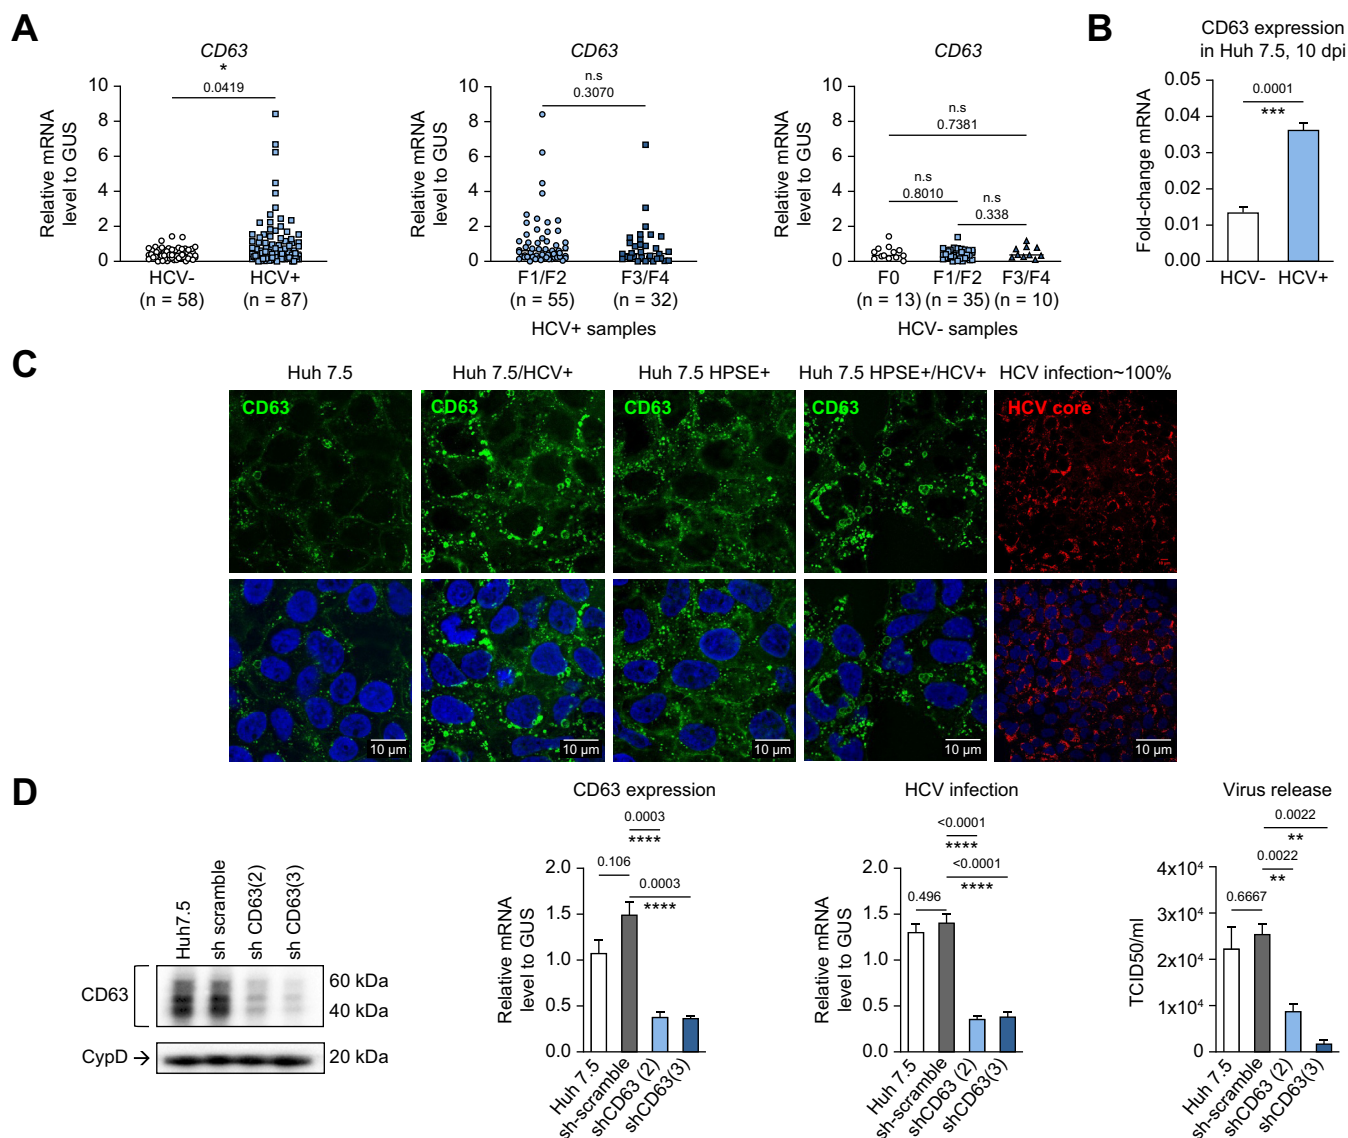 A
CD63
*
0.0419
Relative mRNA
level to GUS
10
8
6
4
2
0
HCV-
(n = 58)
HCV+
(n = 87)
CD63
n.s
0.3070
Relative mRNA
level to GUS
10
8
6
4
2
0
F1/F2
(n = 55)
F3/F4
(n = 32)
HCV+ samples
CD63
n.s
0.7381
n.s
0.8010
n.s
0.338
Relative mRNA
level to GUS
10
8
6
4
2
0
F0
(n = 13)
F1/F2
(n = 35)
F3/F4
(n = 10)
HCV- samples
B
CD63 expression
in Huh 7.5, 10 dpi
0.0001
***
Fold-change mRNA
0.05
0.04
0.03
0.02
0.01
0.00
HCV-
HCV+
C
Huh 7.5
Huh 7.5/HCV+
Huh 7.5 HPSE+
Huh 7.5 HPSE+/HCV+
HCV infection~100%
CD63
CD63
CD63
CD63
HCV core
10 µm
10 µm
10 µm
10 µm
10 µm
D
Huh7.5
sh scramble
sh CD63(2)
sh CD63(3)
CD63
60 kDa
40 kDa
CypD →
20 kDa
CD63 expression
0.0003
****
0.106
0.0003
****
Relative mRNA
level to GUS
2.0
1.5
1.0
0.5
0.0
Huh 7.5
sh-scramble
shCD63 (2)
shCD63(3)
HCV infection
<0.0001
****
<0.0001
0.496
****
Relative mRNA
level to GUS
2.0
1.5
1.0
0.5
0.0
Huh 7.5
sh-scramble
shCD63 (2)
shCD63(3)
Virus release
0.0022
**
0.0022
**
0.6667
TCID50/ml
4x10⁴
3x10⁴
2x10⁴
1x10⁴
0
Huh 7.5
sh-scramble
shCD63 (2)
shCD63(3)